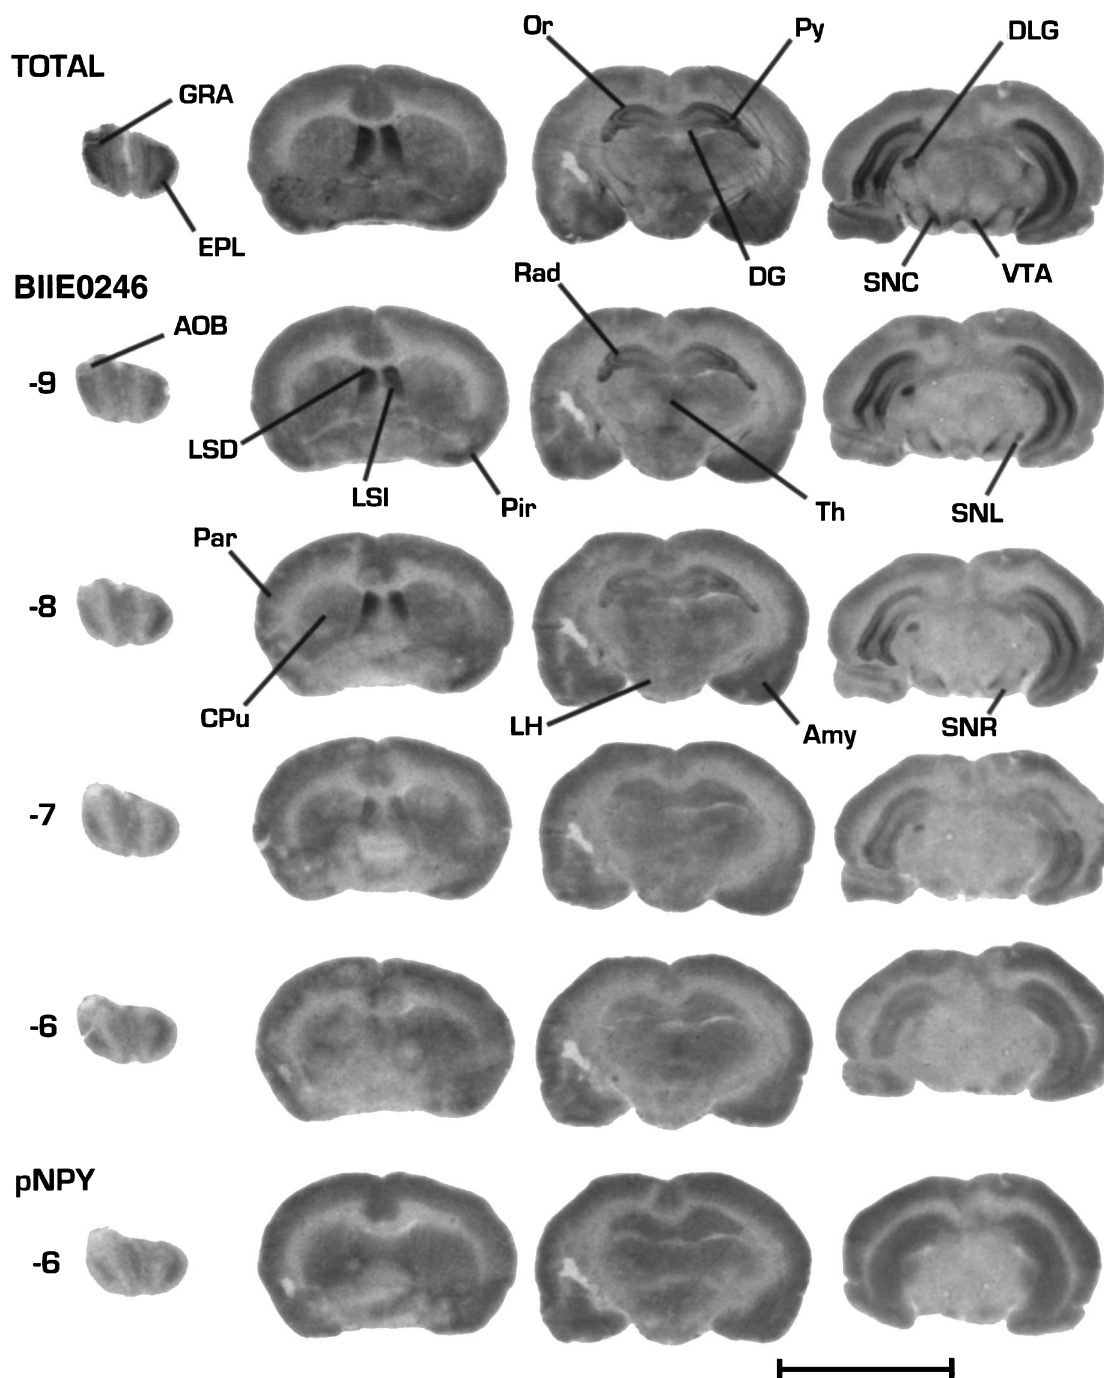 Or
Py
DLG
TOTAL
GRA
EPL
DG
SNC
VTA
BIIE0246
Rad
AOB
-9
LSD
LSI
Pir
Th
SNL
Par
-8
CPu
LH
Amy
SNR
-7
-6
pNPY
-6